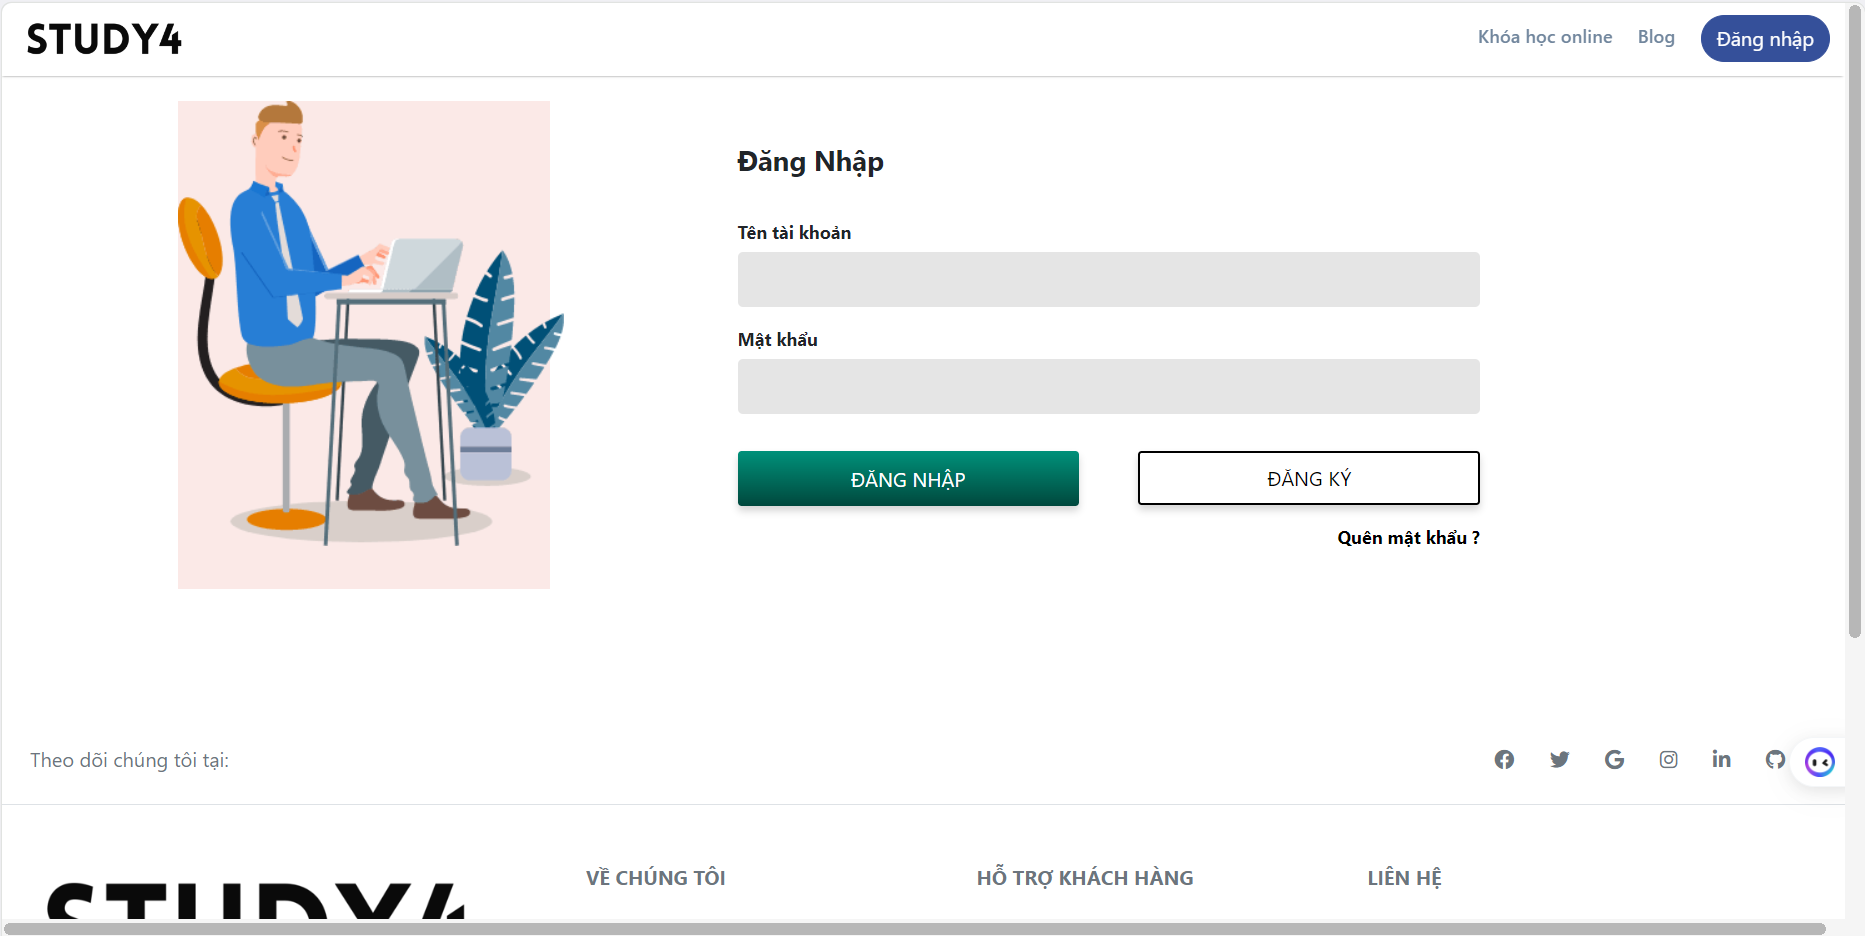 STUDY4
Khóa học online
Blog
Đăng nhập
Đăng Nhập
Tên tài khoản
Mật khẩu
ĐĂNG NHẬP
ĐĂNG KÝ
Quên mật khẩu ?
Theo dõi chúng tôi tại:
STUDY4
VỀ CHÚNG TÔI
HỖ TRỢ KHÁCH HÀNG
LIÊN HỆ